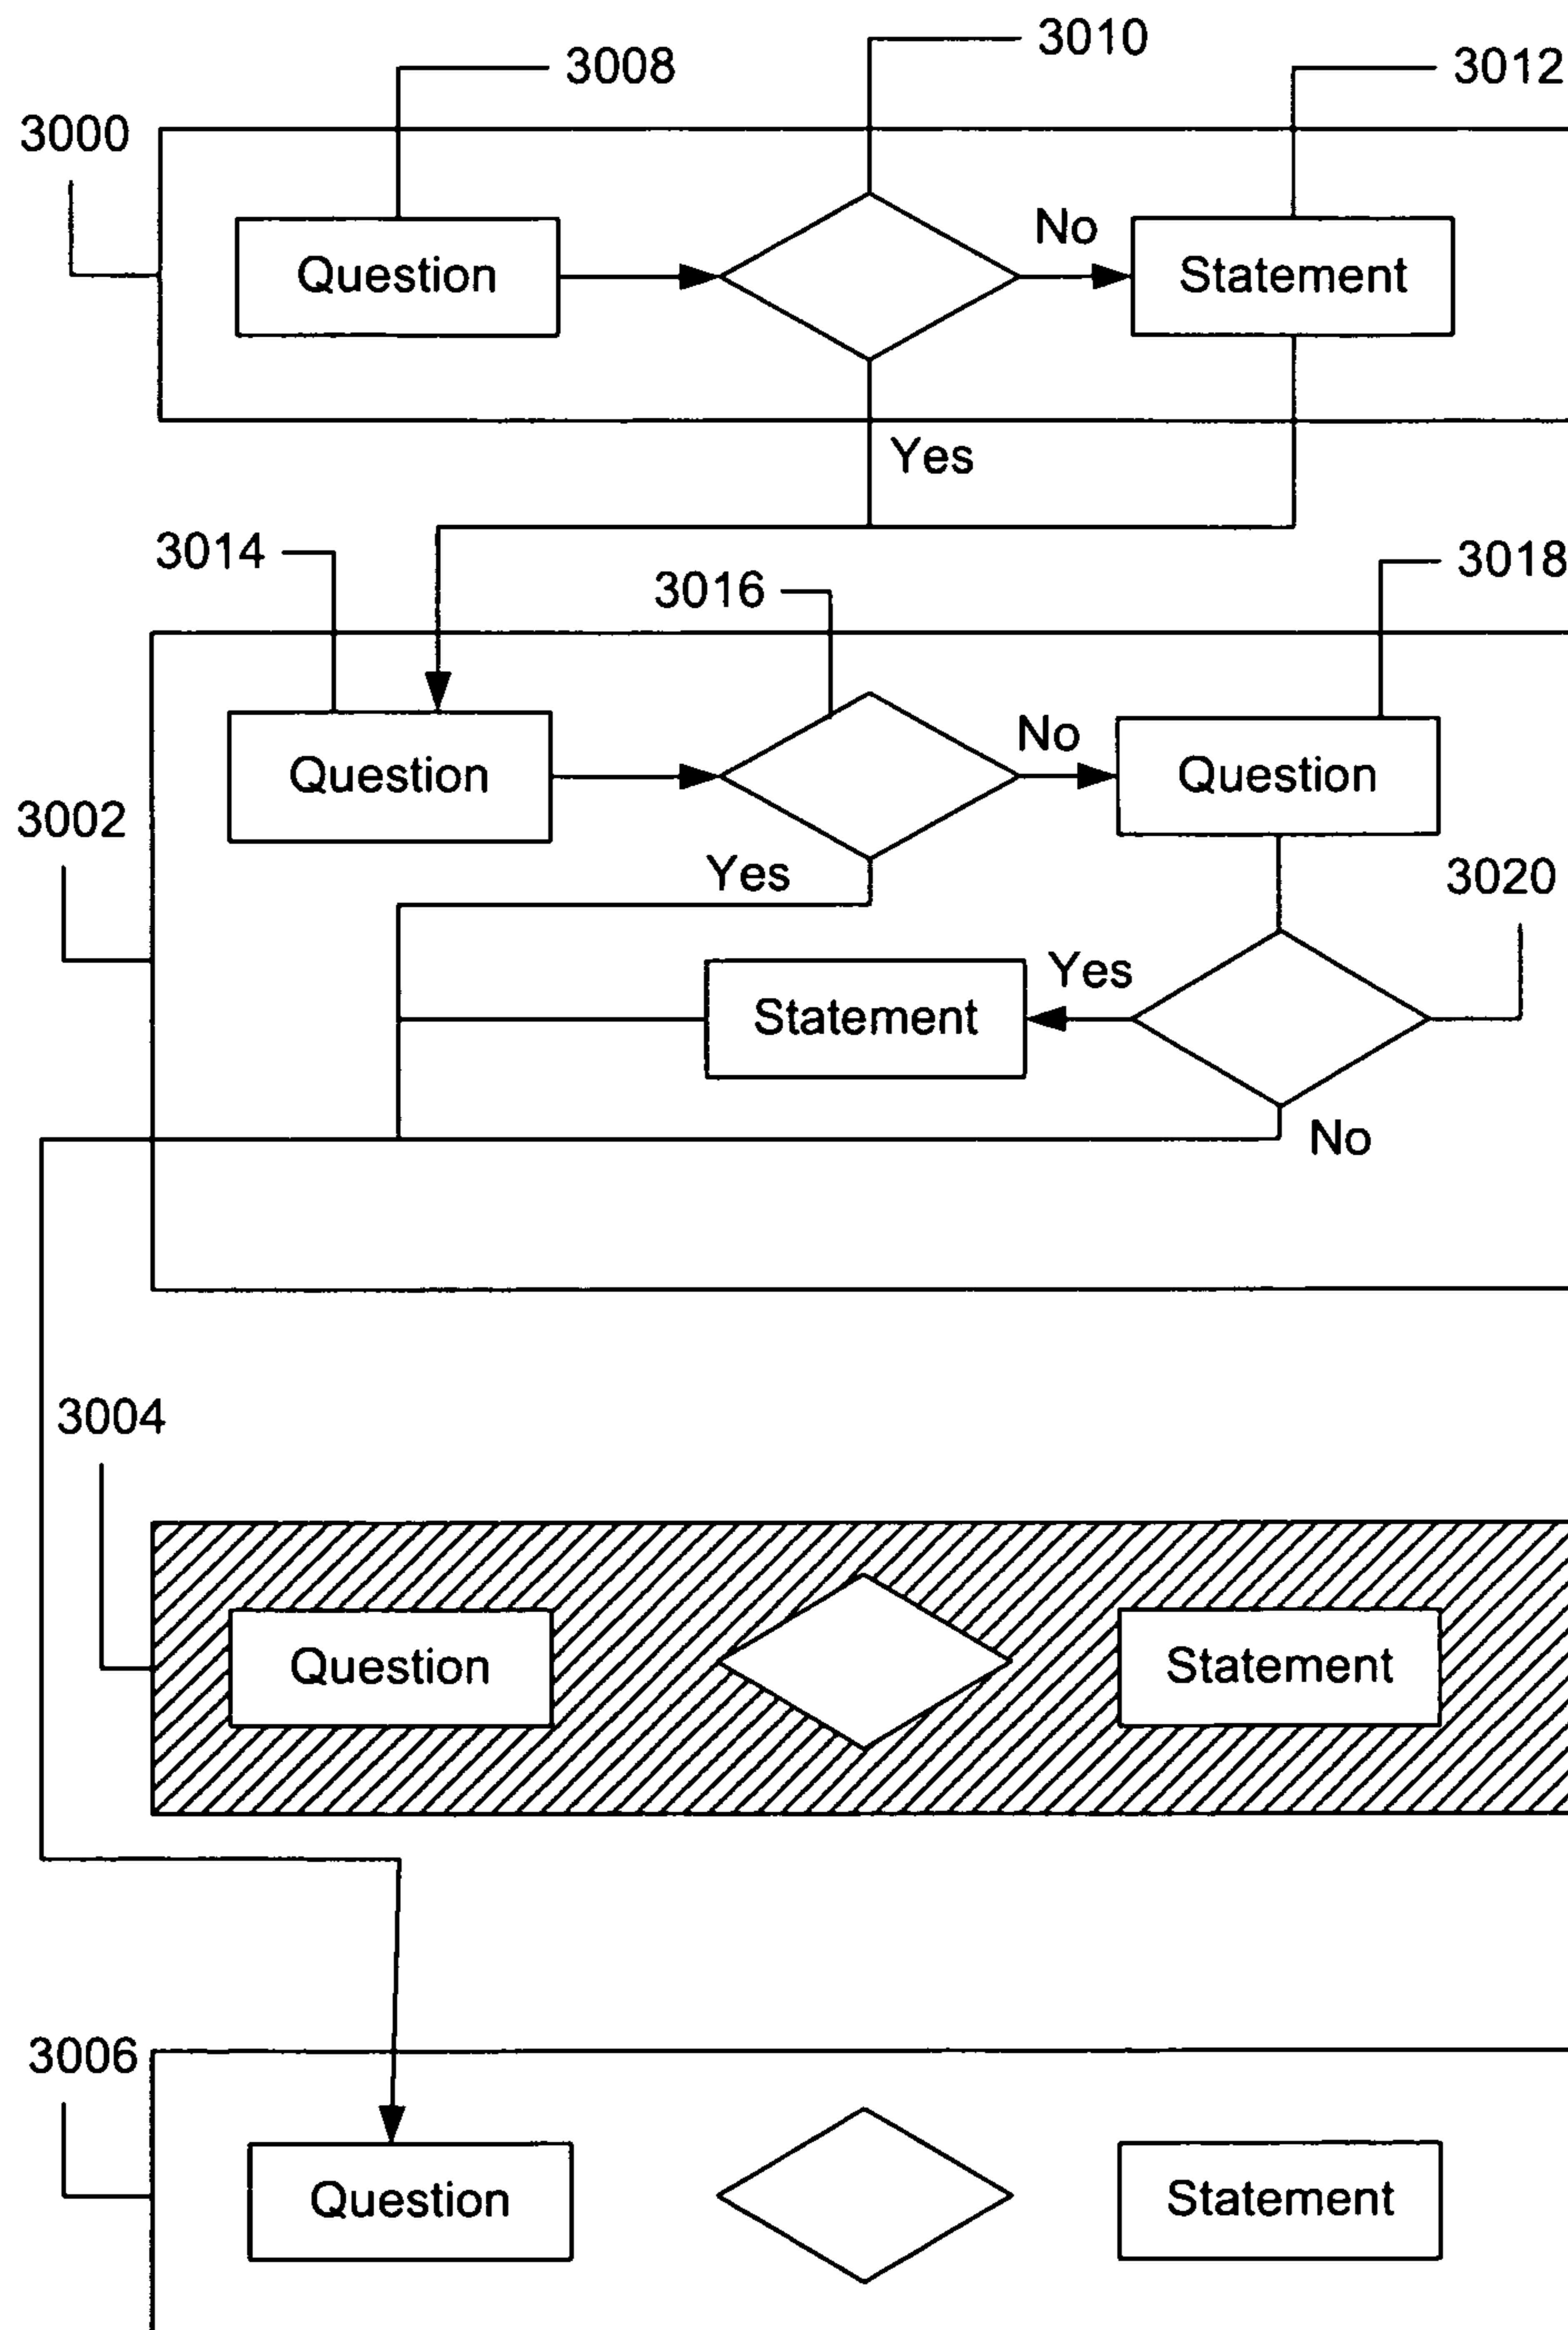 3010
3008
3012
3000
No
Question
Statement
Yes
3014
3018
3016
No
Question
Question
3002
Yes
3020
Yes
Statement
No
3004
Question
Statement
3006
Question
Statement